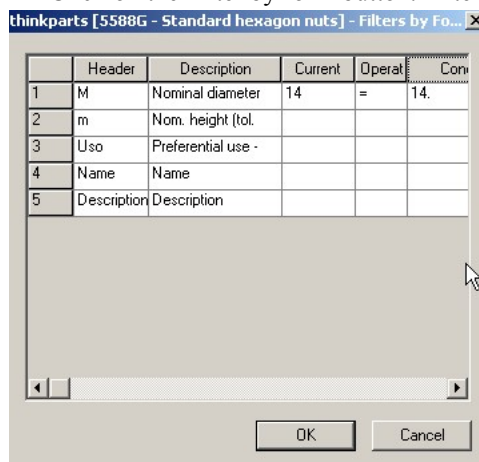 thinkparts [5588G - Standard hexagon nuts] - Filters by Fo...
Header Description Current Operat
1 M Nominal diameter 14 = 14.
2 m Nom. height (tol.
3 Uso Preferential use -
4 Name Name
5 Description Description
OK Cancel